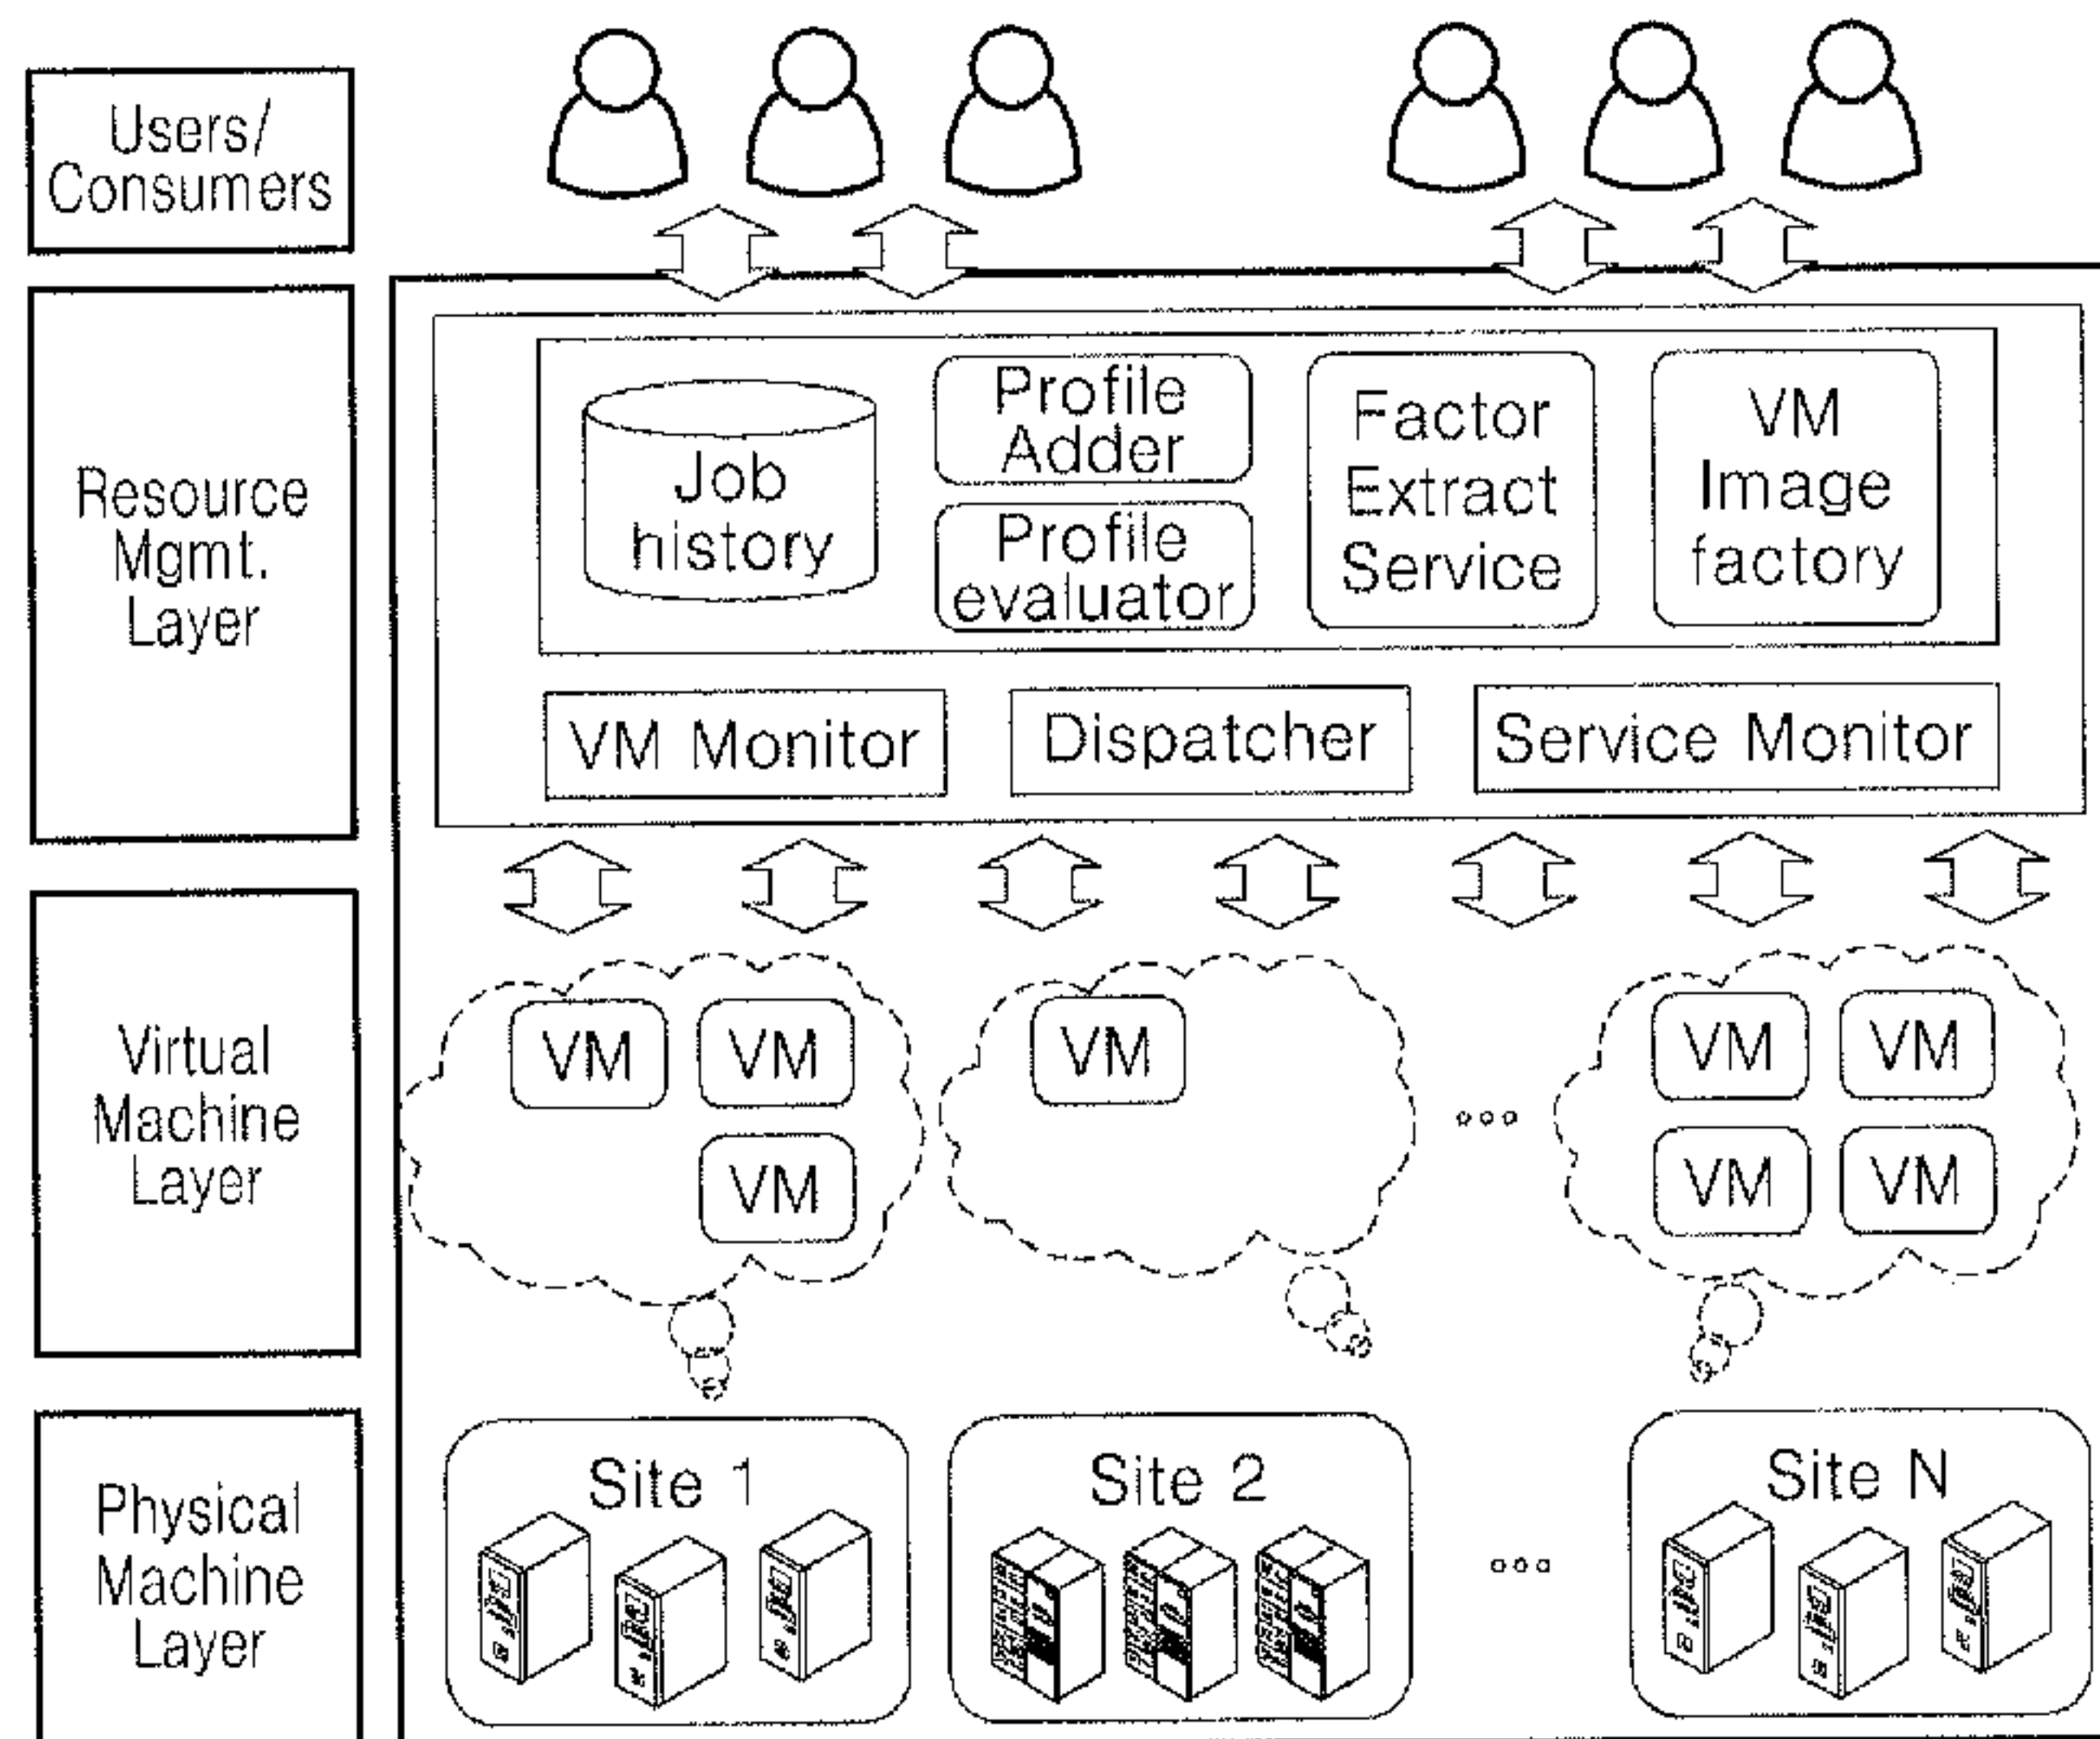 Users/
Consumers
Resource
Mgmt.
Layer
Job
history
Profile
Adder
Profile
evaluator
Factor
Extract
Service
VM
Image
factory
VM Monitor
Dispatcher
Service Monitor
Virtual
Machine
Layer
VM
VM
VM
VM
VM
VM
VM
VM
Physical
Machine
Layer
Site 1
Site 2
Site N